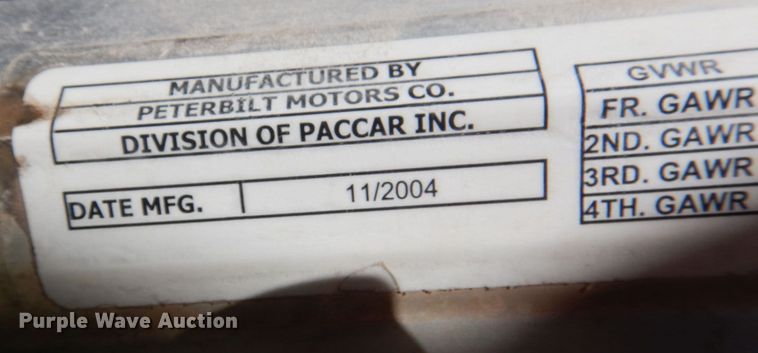 MANUFACTURED BY
PETERBILT MOTORS CO.
DIVISION OF PACCAR INC.
DATE MFG. 11/2004
GVWR
FR. GAWR
2ND. GAWR
3RD. GAWR
4TH. GAWR
Purple Wave Auction